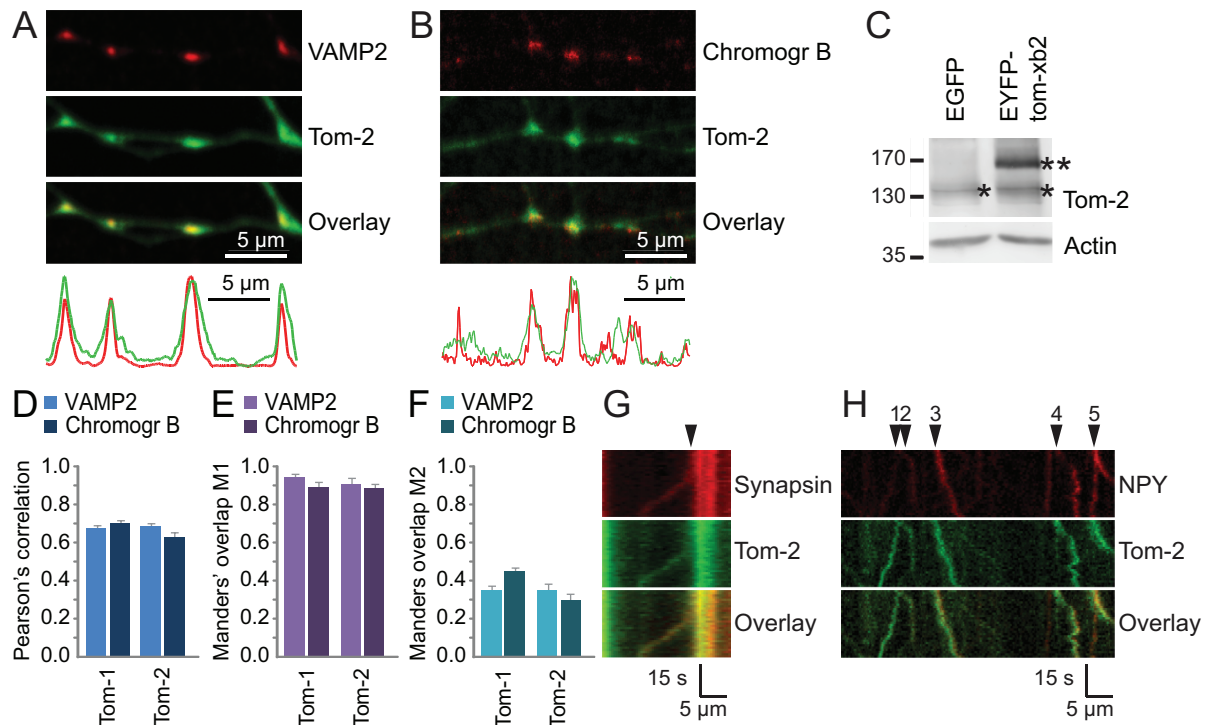 A
VAMP2
Tom-2
Overlay
5 µm
5 µm
B
Chromogr B
Tom-2
Overlay
5 µm
5 µm
C
EGFP
EYFP-
tom-xb2
170
**
130
*
*
Tom-2
35
Actin
D
VAMP2
Chromogr B
Pearson's correlation
1.0
0.8
0.6
0.4
0.2
0.0
Tom-1
Tom-2
E
VAMP2
Chromogr B
Manders' overlap M1
1.0
0.8
0.6
0.4
0.2
0.0
Tom-1
Tom-2
F
VAMP2
Chromogr B
Manders overlap M2
1.0
0.8
0.6
0.4
0.2
0.0
Tom-1
Tom-2
G
Synapsin
Tom-2
Overlay
15 s
5 µm
H
12 3 4 5
NPY
Tom-2
Overlay
15 s
5 µm